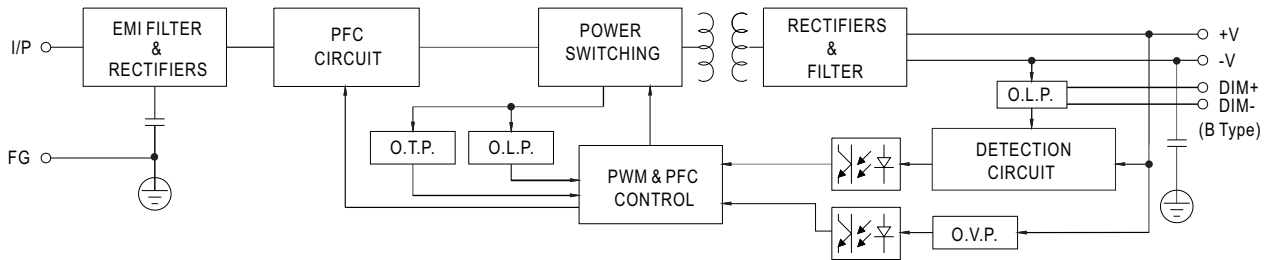 I/P
EMI FILTER
&
RECTIFIERS
PFC
CIRCUIT
POWER
SWITCHING
RECTIFIERS
&
FILTER
+V
-V
O.L.P.
DIM+
DIM-
(B Type)
FG
O.T.P.
O.L.P.
PWM & PFC
CONTROL
DETECTION
CIRCUIT
O.V.P.